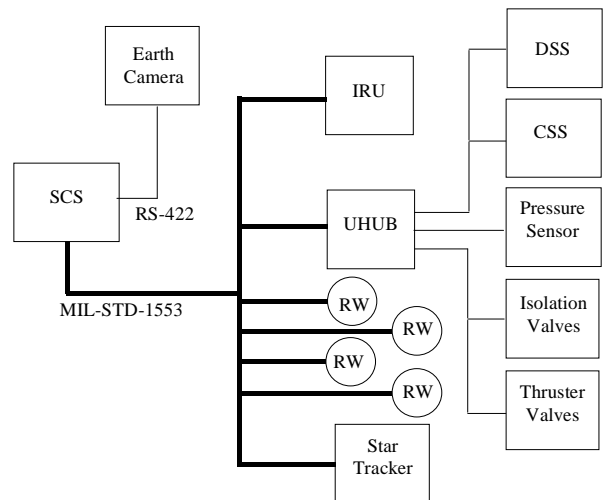 Earth
Camera
IRU
DSS
CSS
SCS
RS-422
UHUB
Pressure
Sensor
MIL-STD-1553
RW
RW
RW
RW
Isolation
Valves
Thruster
Valves
Star
Tracker